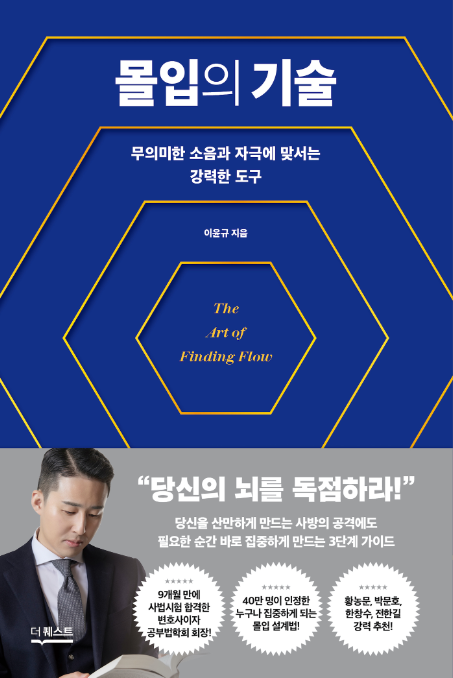 몰입의 기술
무의미한 소음과 자극에 맞서는
강력한 도구
이윤규 지음
The
Art of
Finding Flow
“당신의 뇌를 독점하라!”
당신을 산만하게 만드는 사방의 공격에도
필요한 순간 바로 집중하게 만드는 3단계 가이드
★★★★★
9개월 만에
사법시험 합격한
변호사이자
공부법학회 회장!
★★★★★
40만 명이 인정한
누구나 집중하게 되는
몰입 설계법!
★★★★★
황농문, 박문호,
한창수, 전한길
강력 추천!
더 퀘스트